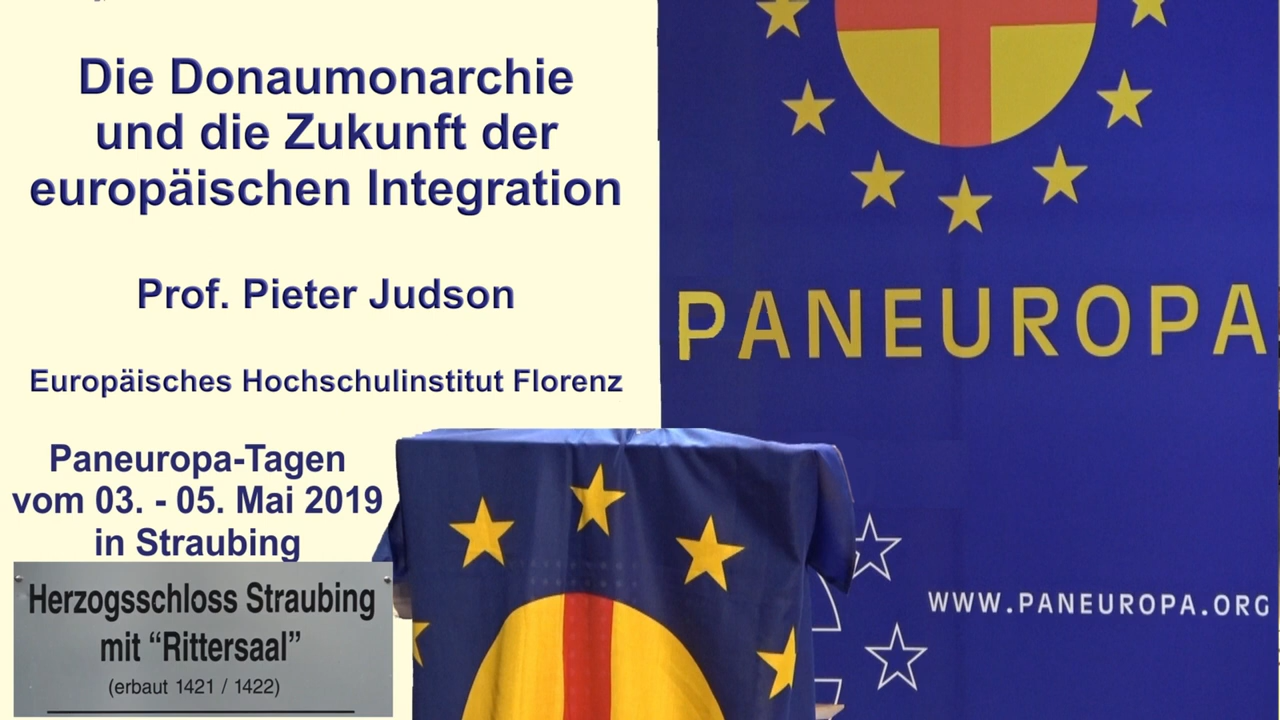 Die Donaumonarchie
und die Zukunft der
europäischen Integration
Prof. Pieter Judson
Europäisches Hochschulinstitut Florenz
Paneuropa-Tagen
vom 03. - 05. Mai 2019
in Straubing
Herzogsschloss Straubing
mit “Rittersaal”
(erbaut 1421 / 1422)
PANEUROPA
WWW.PANEUROPA.ORG